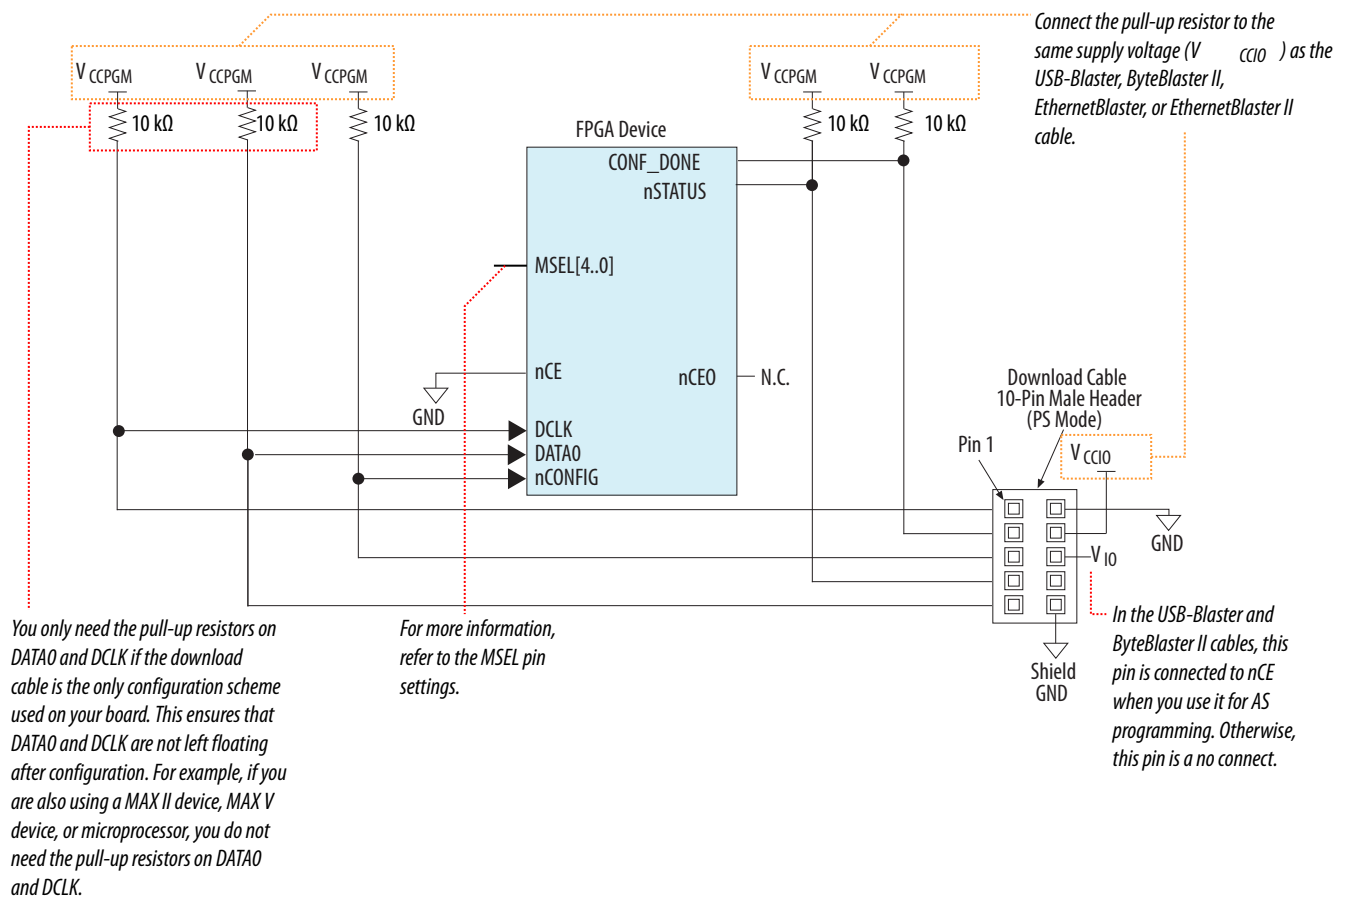 Connect the pull-up resistor to the
same supply voltage (V CCIO ) as the
USB-Blaster, ByteBlaster II,
EthernetBlaster, or EthernetBlaster II
cable.
V CCPGM V CCPGM V CCPGM V CCPGM V CCPGM
10 kΩ 10 kΩ 10 kΩ 10 kΩ 10 kΩ
FPGA Device
CONF_DONE
nSTATUS
MSEL[4..0]
nCE
nCEO N.C.
GND
DCLK
DATA0
nCONFIG
Download Cable
10-Pin Male Header
(PS Mode)
Pin 1
V CCIO
GND
V IO
Shield
GND
You only need the pull-up resistors on
DATA0 and DCLK if the download
cable is the only configuration scheme
used on your board. This ensures that
DATA0 and DCLK are not left floating
after configuration. For example, if you
are also using a MAX II device, MAX V
device, or microprocessor, you do not
need the pull-up resistors on DATA0
and DCLK.
For more information,
refer to the MSEL pin
settings.
In the USB-Blaster and
ByteBlaster II cables, this
pin is connected to nCE
when you use it for AS
programming. Otherwise,
this pin is a no connect.